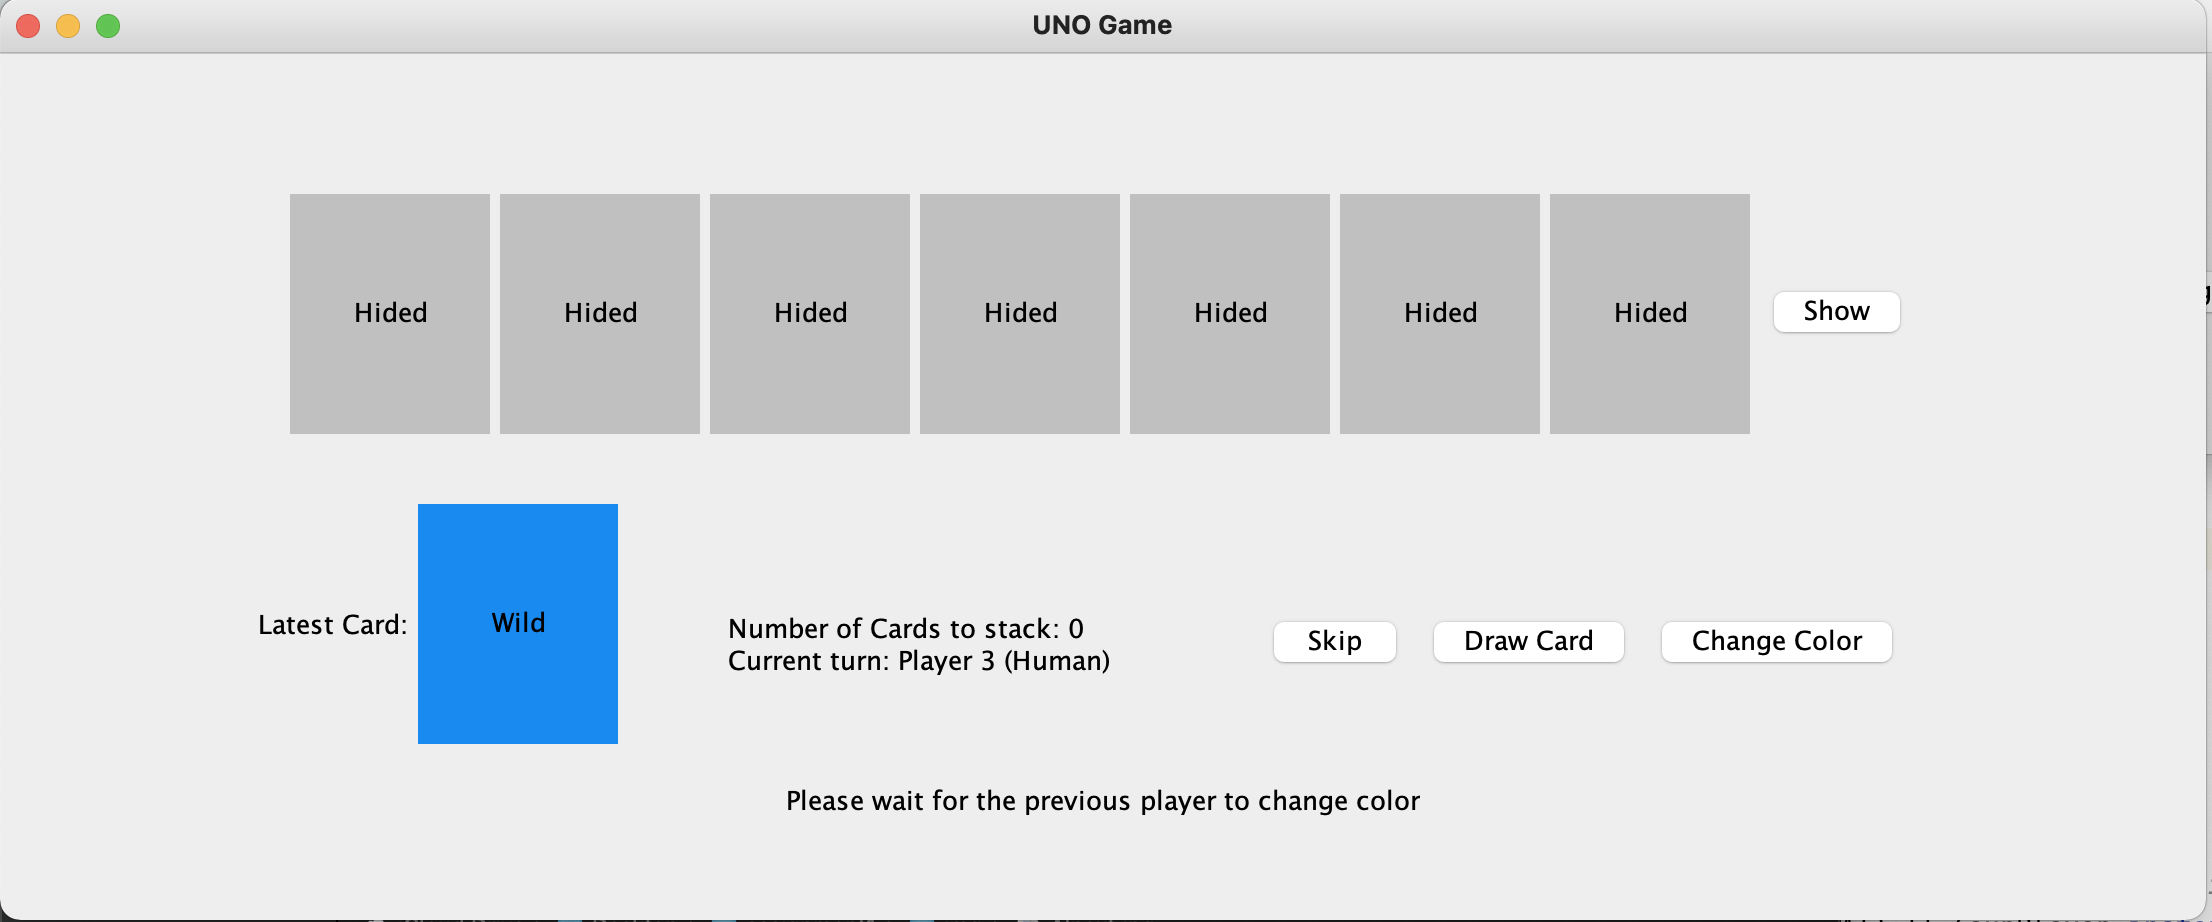 UNO Game
Hided Hided Hided Hided Hided Hided Hided Show
Latest Card: Wild
Number of Cards to stack: 0
Current turn: Player 3 (Human)
Skip Draw Card Change Color
Please wait for the previous player to change color